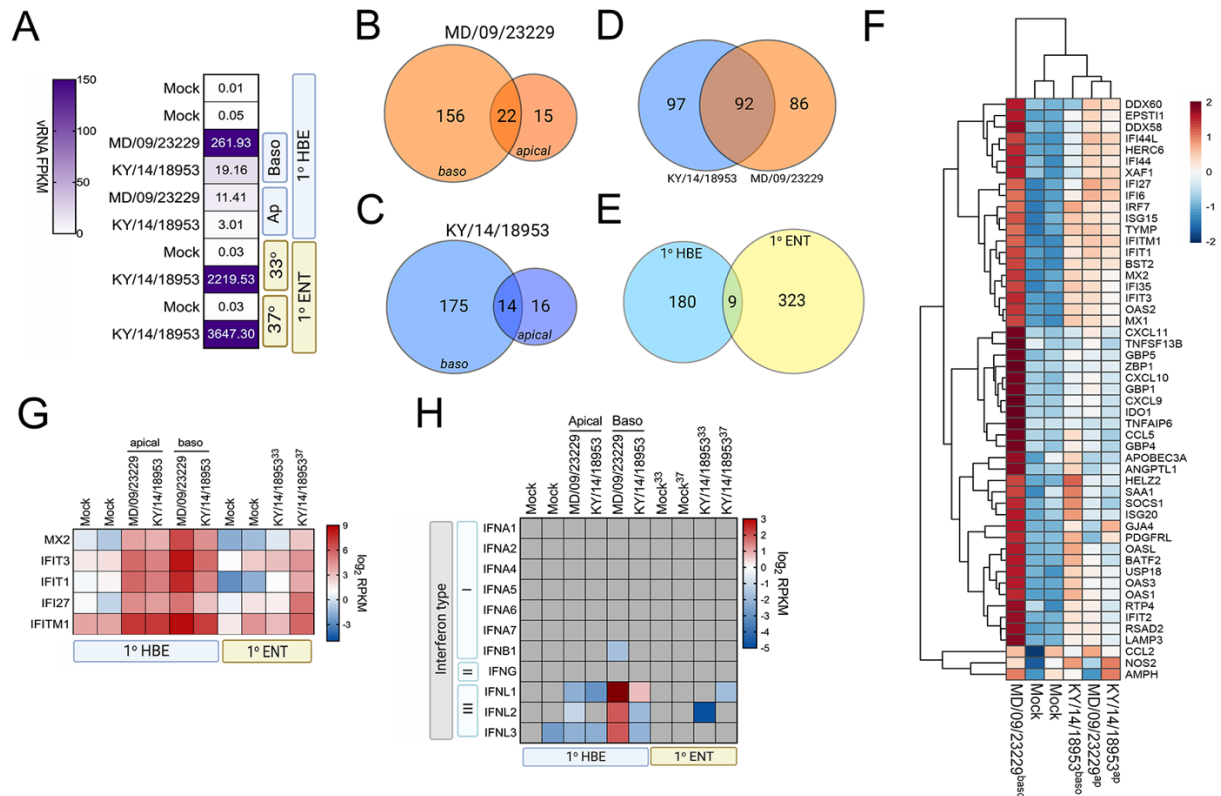 A
vRNA FPKM
150
100
50
0
Mock
Mock
MD/09/23229
KY/14/18953
MD/09/23229
KY/14/18953
Mock
KY/14/18953
Mock
KY/14/18953
0.01
0.05
261.93
19.16
11.41
3.01
0.03
2219.53
0.03
3647.30
Baso
Ap
33°
37°
1° HBE
1° ENT
B
MD/09/23229
156
22
15
baso
apical
C
KY/14/18953
175
14
16
baso
apical
D
97
92
86
KY/14/18953
MD/09/23229
E
1° HBE
1° ENT
180
9
323
F
DDX60
EPSTI1
DDX58
IFI44L
HERC6
IFI44
XAF1
IFI27
IFI6
IRF7
ISG15
TYMP
IFITM1
IFIT1
BST2
MX2
IFI35
IFIT3
OAS2
MX1
CXCL11
TNFSF13B
GBP5
ZBP1
CXCL10
GBP1
CXCL9
IDO1
TNFAIP6
CCL5
GBP4
APOBEC3A
ANGPTL1
HELZ2
SAA1
SOCS1
ISG20
GJA4
PDGFRL
OASL
BATF2
USP18
OAS3
OAS1
RTP4
IFIT2
RSAD2
LAMP3
CCL2
NOS2
AMPH
MD/09/23229baso
Mock
Mock
KY/14/18953baso
MD/09/23229ap
KY/14/18953ap
2
1
0
-1
-2
G
apical
baso
Mock
Mock
MD/09/23229
KY/14/18953
MD/09/23229
KY/14/18953
Mock
Mock
KY/14/18953³³
KY/14/18953³⁷
MX2
IFIT3
IFIT1
IFI27
IFITM1
1° HBE
1° ENT
9
6
3
0
-3
log₂ RPKM
H
Apical
Baso
Mock
Mock
MD/09/23229
KY/14/18953
MD/09/23229
KY/14/18953
Mock³³
Mock³⁷
KY/14/18953³³
KY/14/18953³⁷
Interferon type
I
II
III
IFNA1
IFNA2
IFNA4
IFNA5
IFNA6
IFNA7
IFNB1
IFNG
IFNL1
IFNL2
IFNL3
1° HBE
1° ENT
3
2
1
0
-1
-2
-3
-4
-5
log₂ RPKM